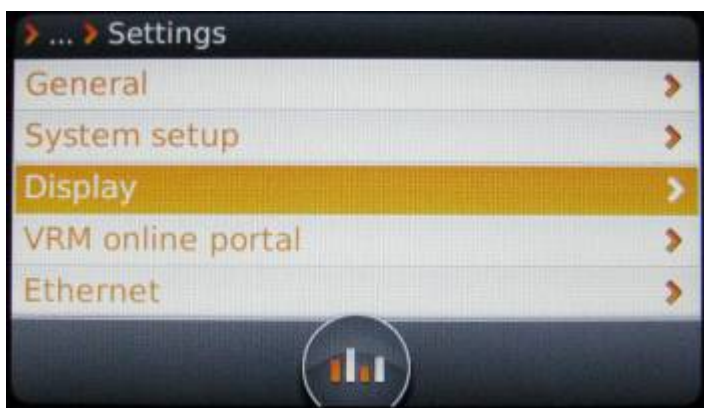 > ... > Settings
General
System setup
Display
VRM online portal
Ethernet